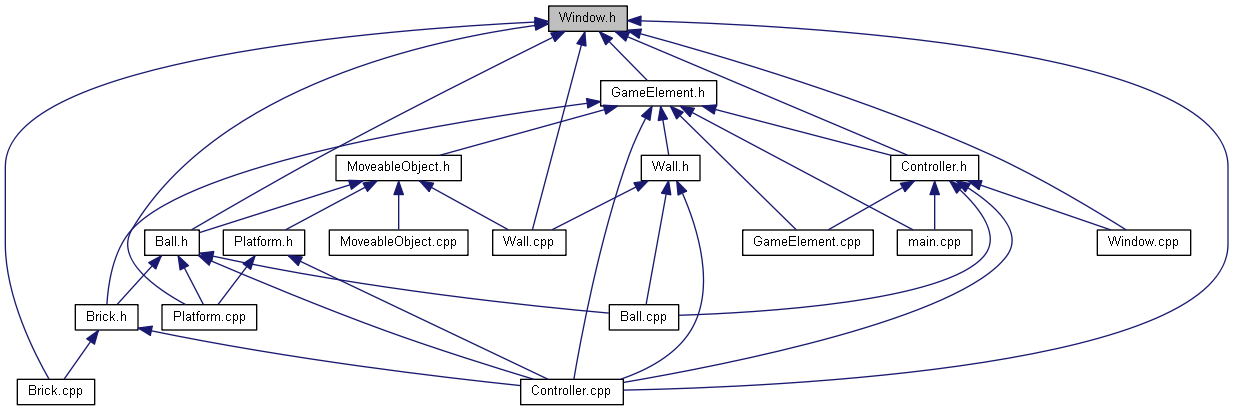 Window.h
GameElement.h
MoveableObject.h
Wall.h
Controller.h
Ball.h
Platform.h
MoveableObject.cpp
Wall.cpp
GameElement.cpp
main.cpp
Window.cpp
Brick.h
Platform.cpp
Ball.cpp
Brick.cpp
Controller.cpp